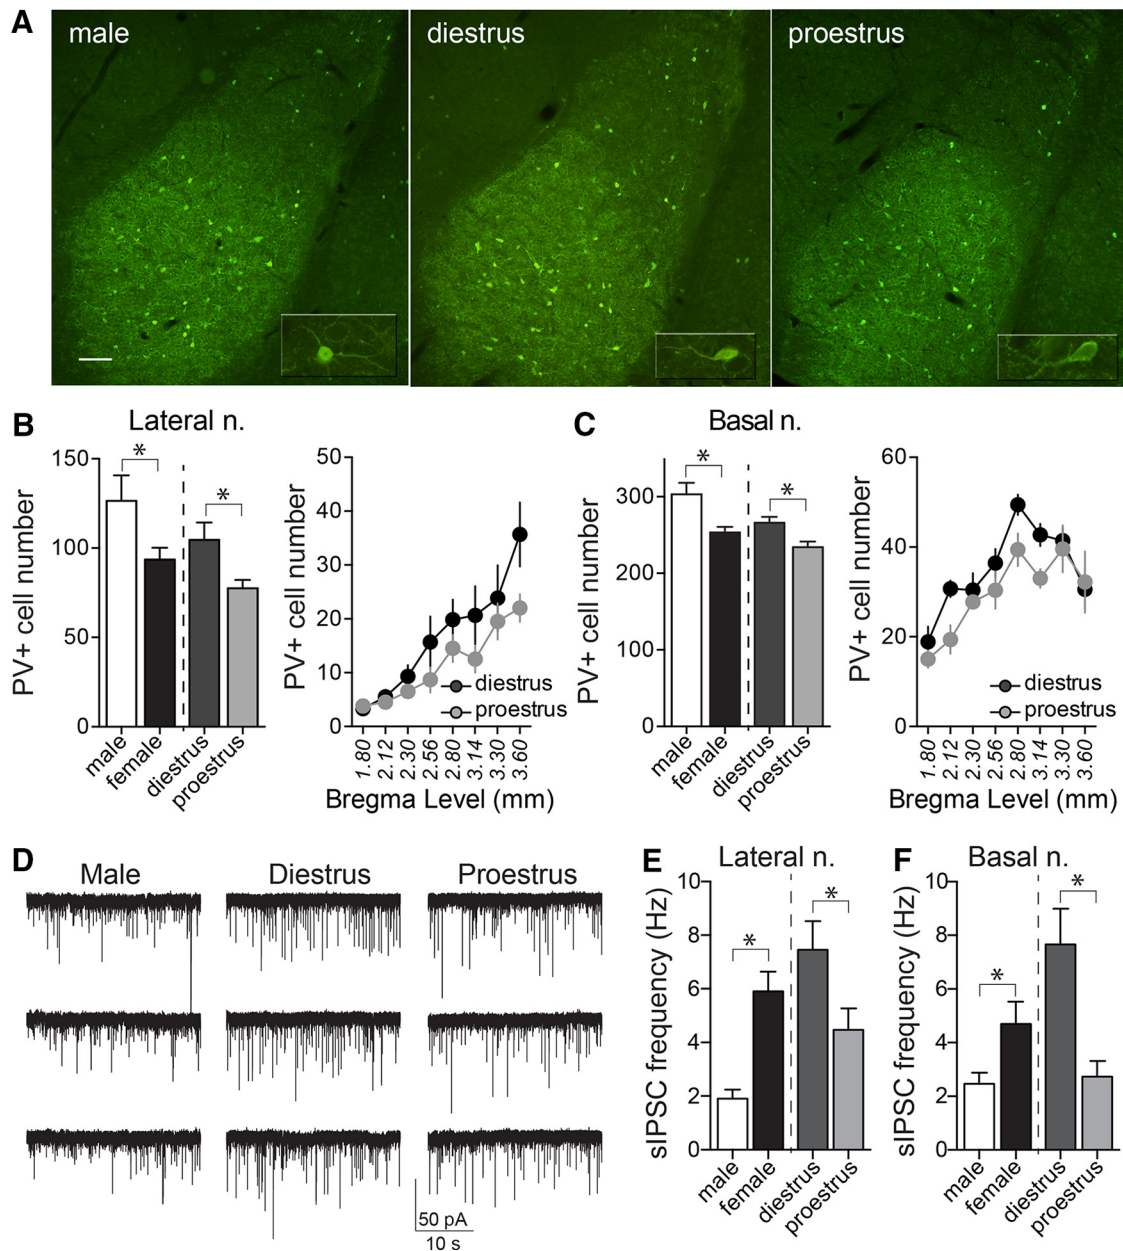 A
male
diestrus
proestrus
B
Lateral n.
PV+ cell number
150
100
50
0
*
*
male
female
diestrus
proestrus
PV+ cell number
50
40
30
20
10
0
diestrus
proestrus
1.80
2.12
2.30
2.56
2.80
3.14
3.30
3.60
Bregma Level (mm)
C
Basal n.
PV+ cell number
300
200
100
0
*
*
male
female
diestrus
proestrus
PV+ cell number
60
40
20
0
diestrus
proestrus
1.80
2.12
2.30
2.56
2.80
3.14
3.30
3.60
Bregma Level (mm)
D
Male
Diestrus
Proestrus
50 pA
10 s
E
Lateral n.
sIPSC frequency (Hz)
10
8
6
4
2
0
*
*
male
female
diestrus
proestrus
F
Basal n.
sIPSC frequency (Hz)
10
8
6
4
2
0
*
*
male
female
diestrus
proestrus